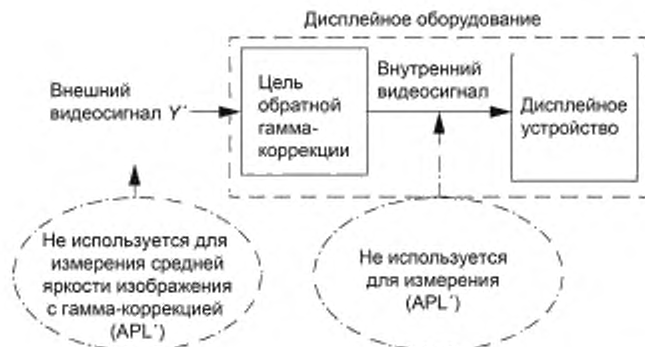 Дисплейное оборудование
Внешний
видеосигнал Y´
Цель
обратной
гамма-
коррекции
Внутренний
видеосигнал
Дисплейное
устройство
Не используется для
измерения средней
яркости изображения
с гамма-коррекцией
(APL´)
Не используется
для измерения
(APL´)